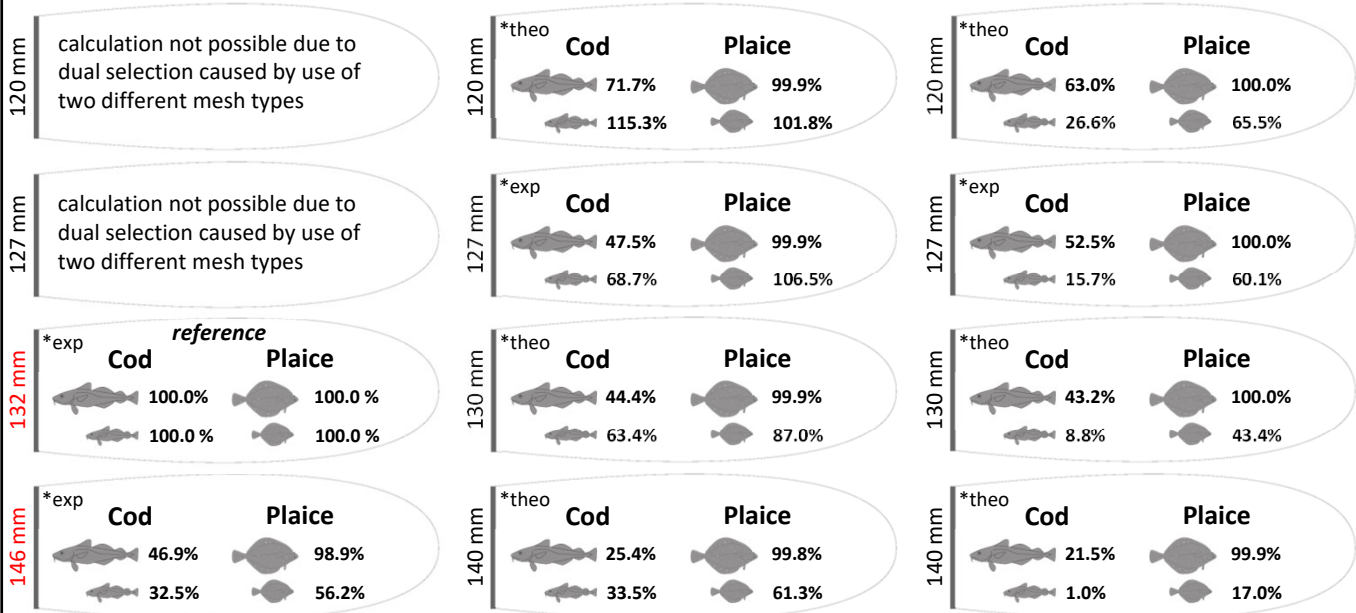 120 mm
calculation not possible due to
dual selection caused by use of
two different mesh types
120 mm
*theo
Cod Plaice
71.7% 99.9%
115.3% 101.8%
120 mm
*theo
Cod Plaice
63.0% 100.0%
26.6% 65.5%
127 mm
calculation not possible due to
dual selection caused by use of
two different mesh types
127 mm
*exp
Cod Plaice
47.5% 99.9%
68.7% 106.5%
127 mm
*exp
Cod Plaice
52.5% 100.0%
15.7% 60.1%
132 mm
*exp
reference
Cod Plaice
100.0% 100.0 %
100.0 % 100.0 %
130 mm
*theo
Cod Plaice
44.4% 99.9%
63.4% 87.0%
130 mm
*theo
Cod Plaice
43.2% 100.0%
8.8% 43.4%
146 mm
*exp
Cod Plaice
46.9% 98.9%
32.5% 56.2%
140 mm
*theo
Cod Plaice
25.4% 99.8%
33.5% 61.3%
140 mm
*theo
Cod Plaice
21.5% 99.9%
1.0% 17.0%